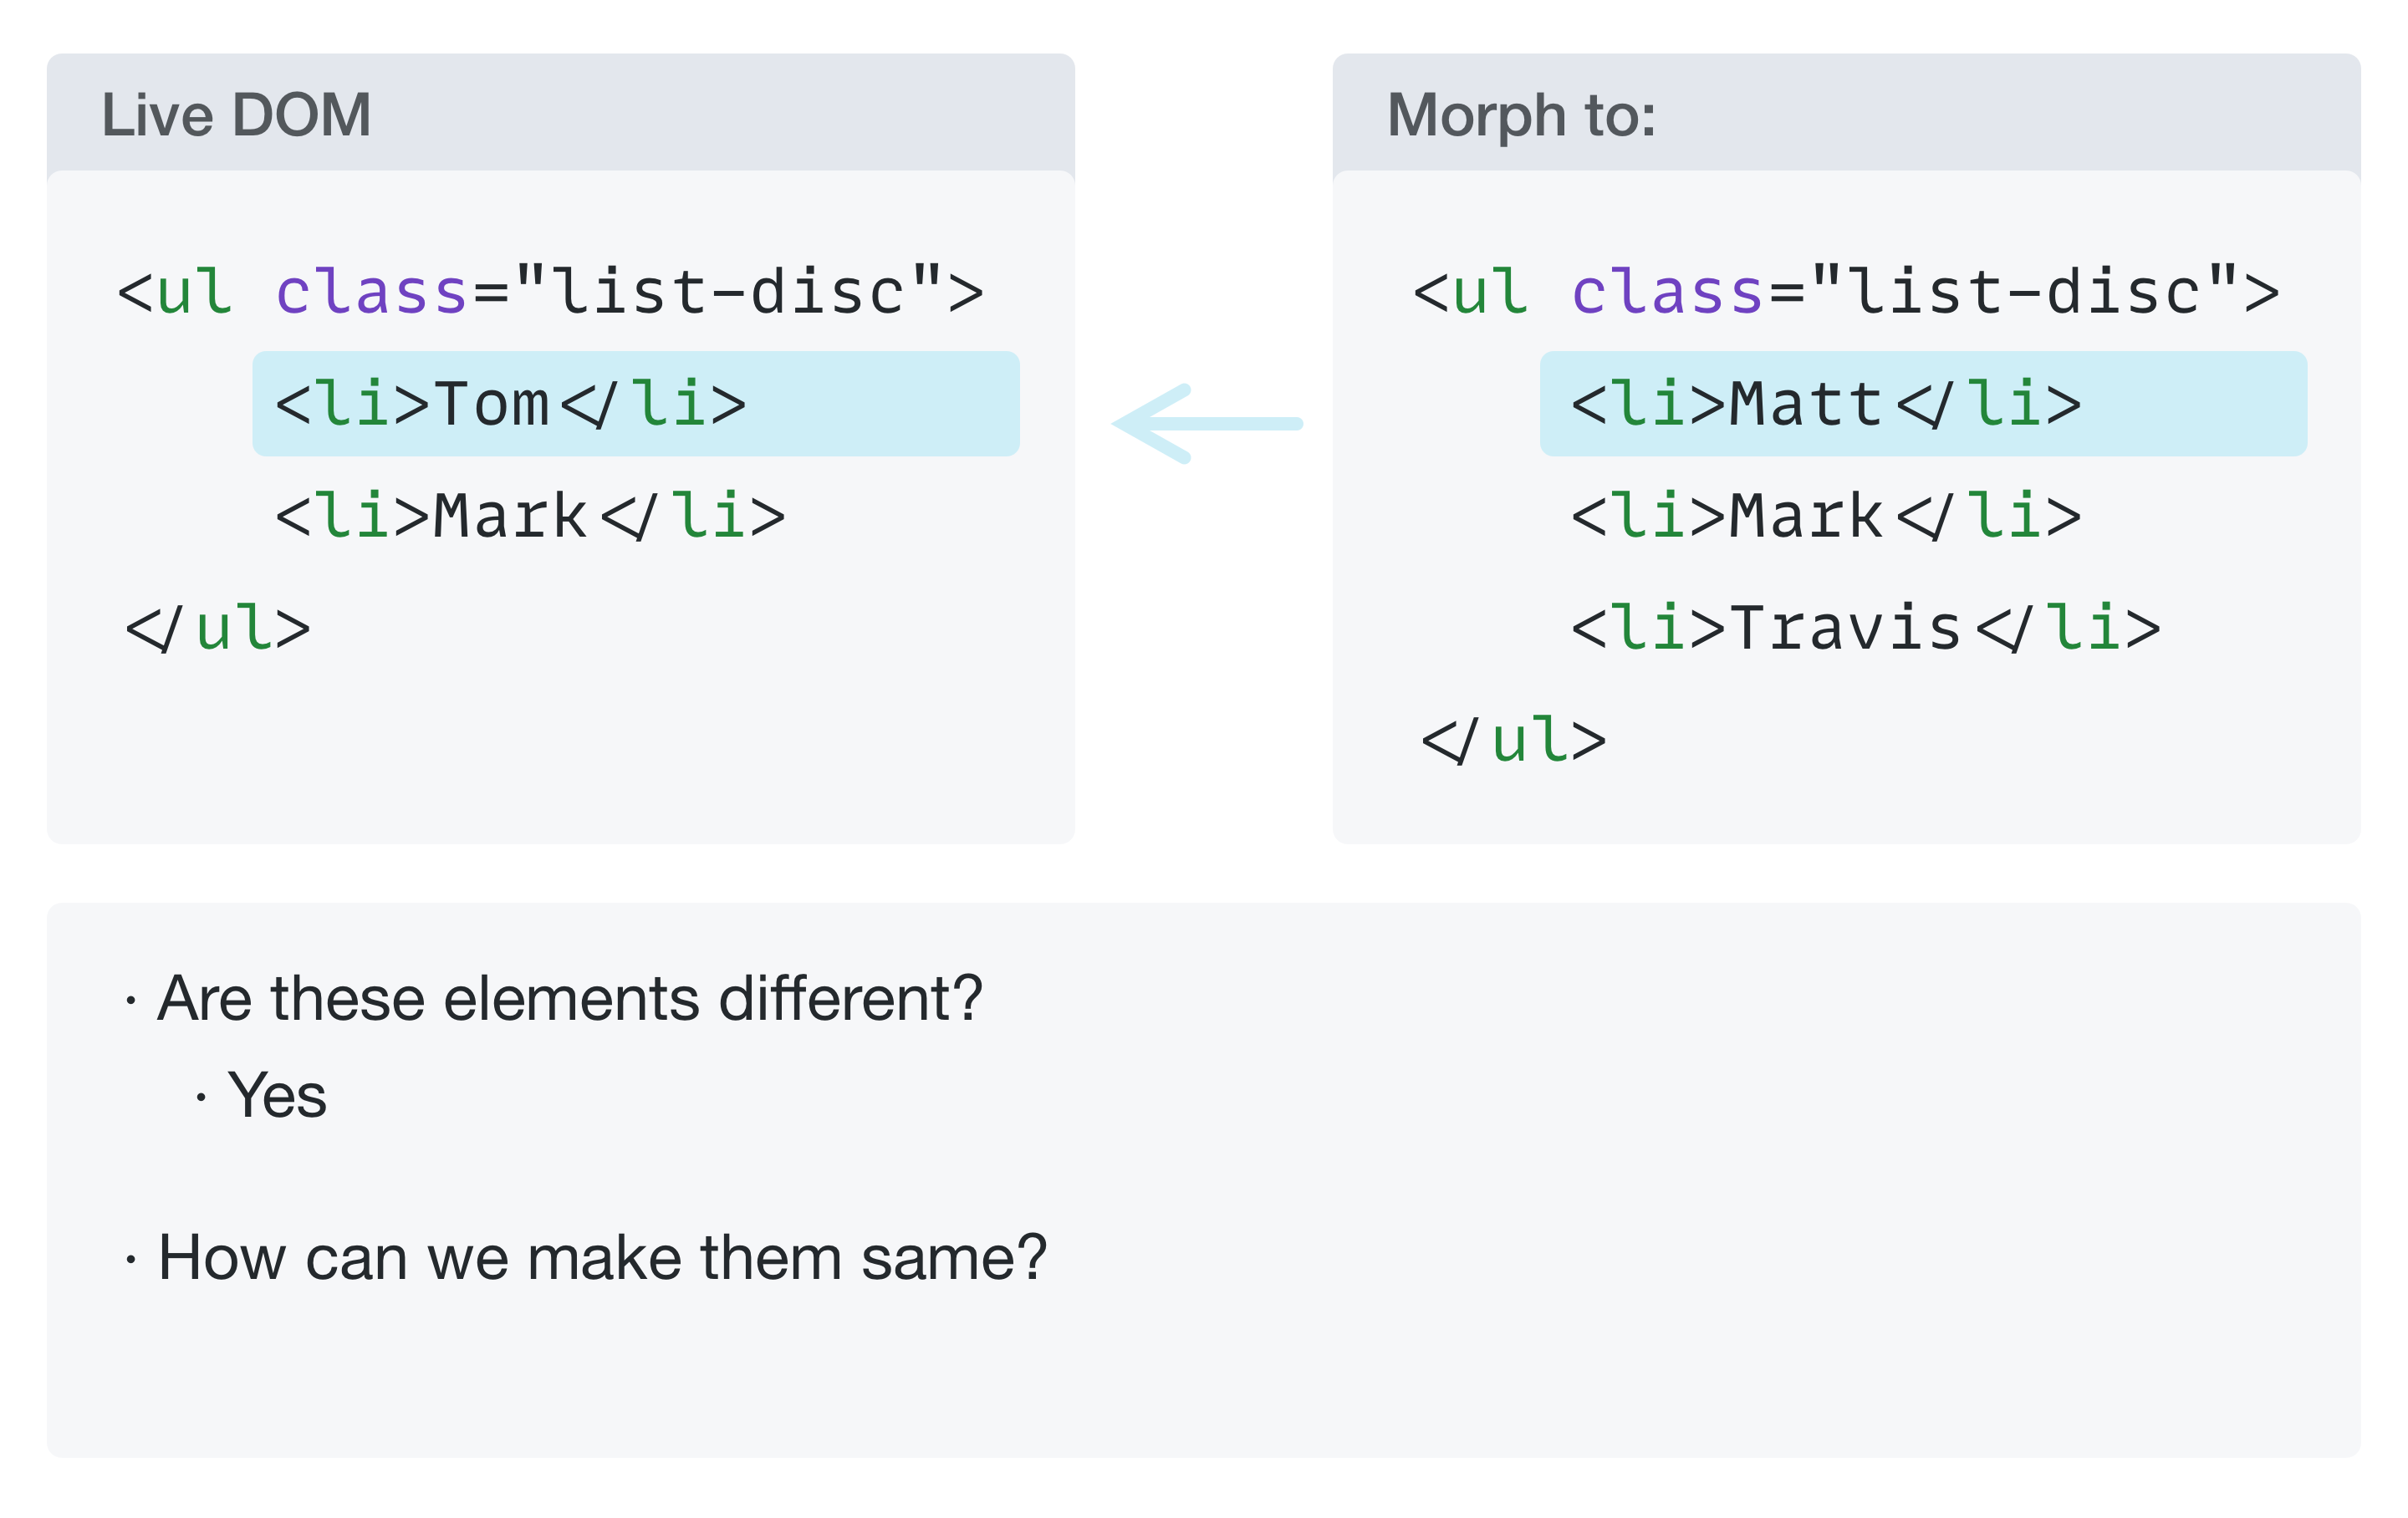 Live DOM
<ul class="list-disc">
<li>Tom</li>
<li>Mark</li>
</ul>
Morph to:
<ul class="list-disc">
<li>Matt</li>
<li>Mark</li>
<li>Travis</li>
</ul>
· Are these elements different?
· Yes
· How can we make them same?